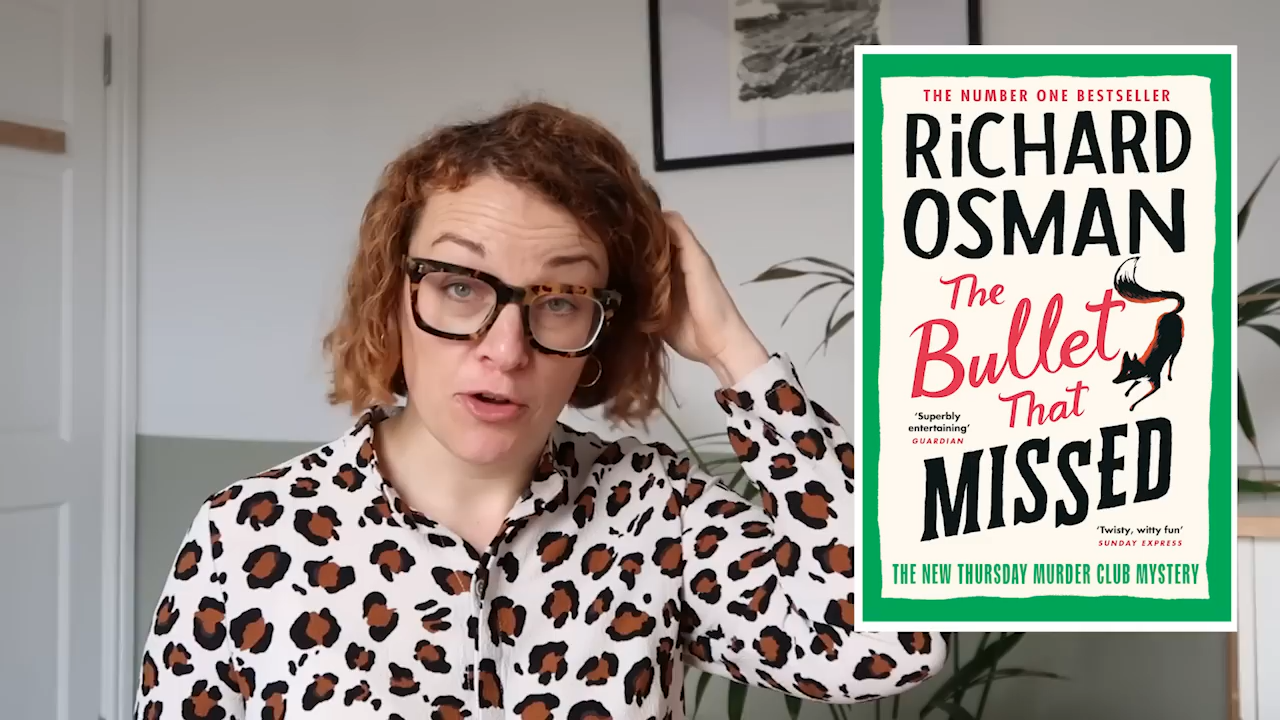 THE NUMBER ONE BESTSELLER
RiCHARD
OSMAN
The
Bullet
That
MISSED
'Superbly
entertaining'
GUARDIAN
'Twisty, witty fun'
SUNDAY EXPRESS
THE NEW THURSDAY MURDER CLUB MYSTERY